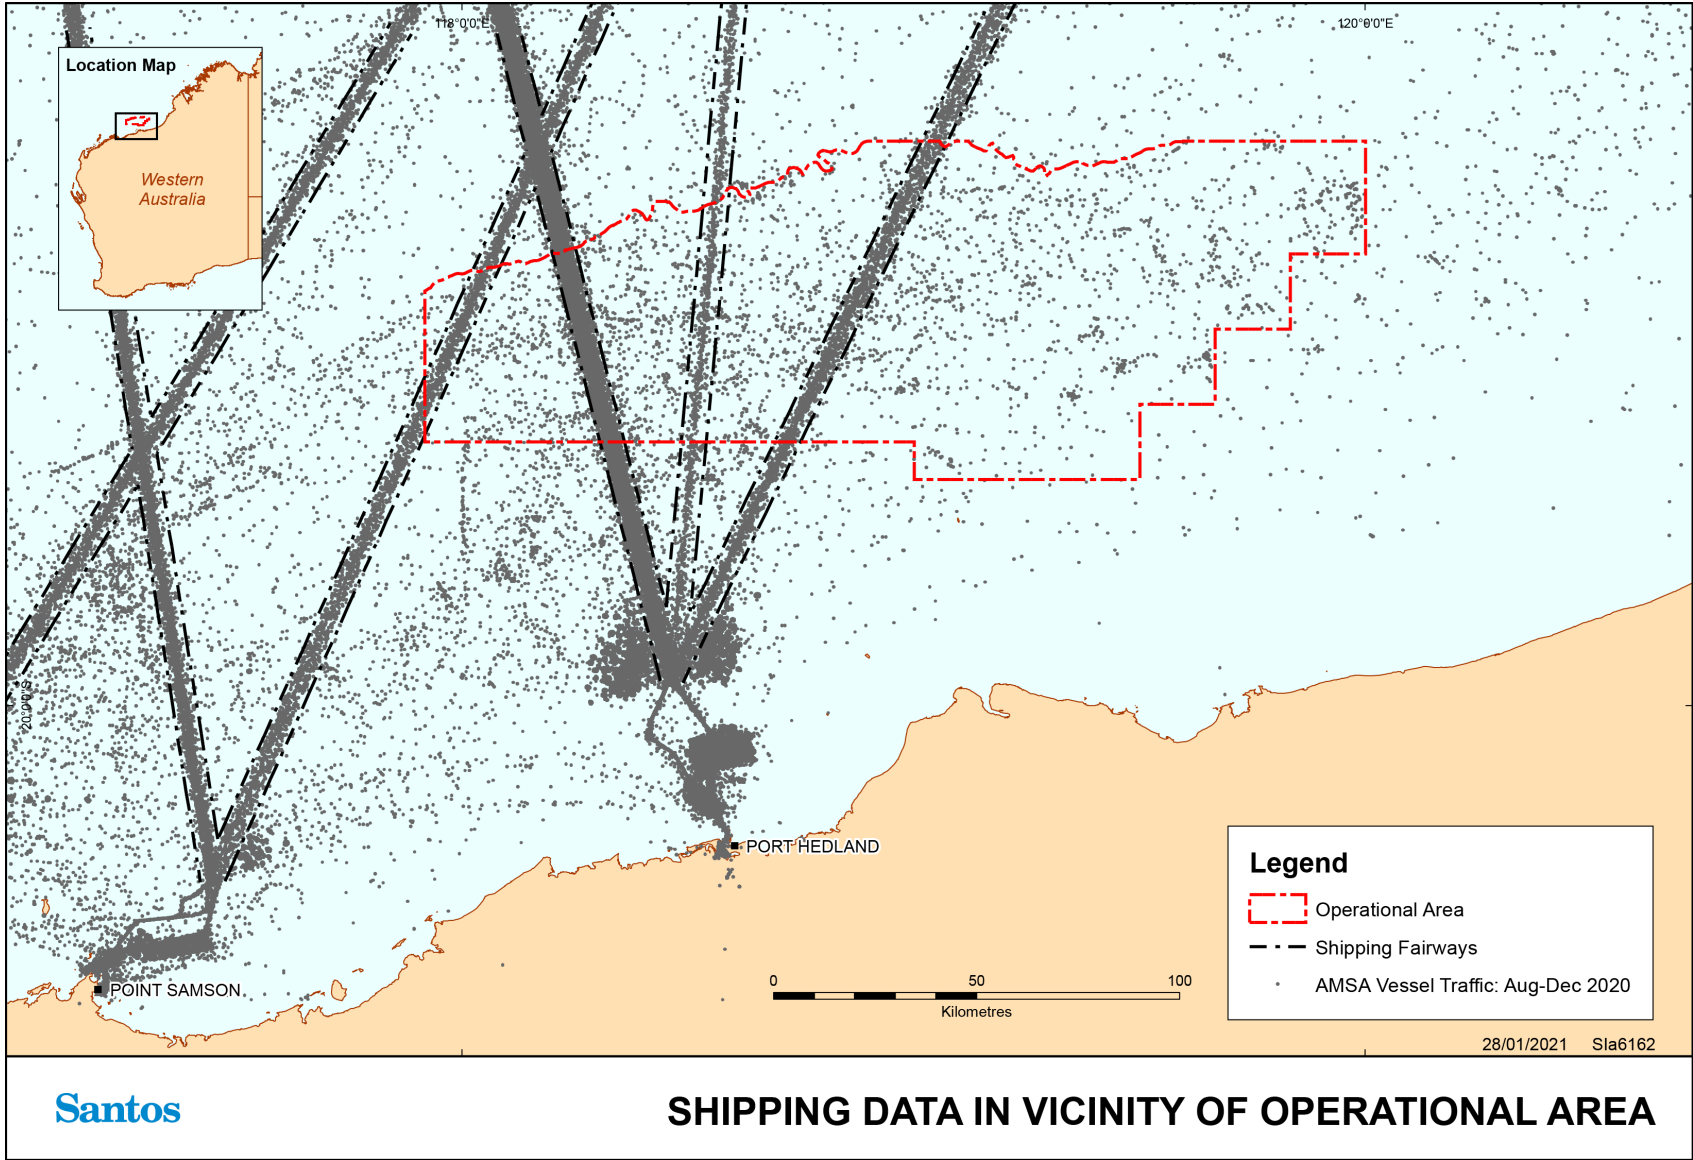 118°0'0"E
120°0'0"E
Location Map
Western
Australia
20°0'0"S
PORT HEDLAND
POINT SAMSON
0 50 100
Kilometres
Legend
Operational Area
Shipping Fairways
AMSA Vessel Traffic: Aug-Dec 2020
28/01/2021 Sla6162
Santos
SHIPPING DATA IN VICINITY OF OPERATIONAL AREA